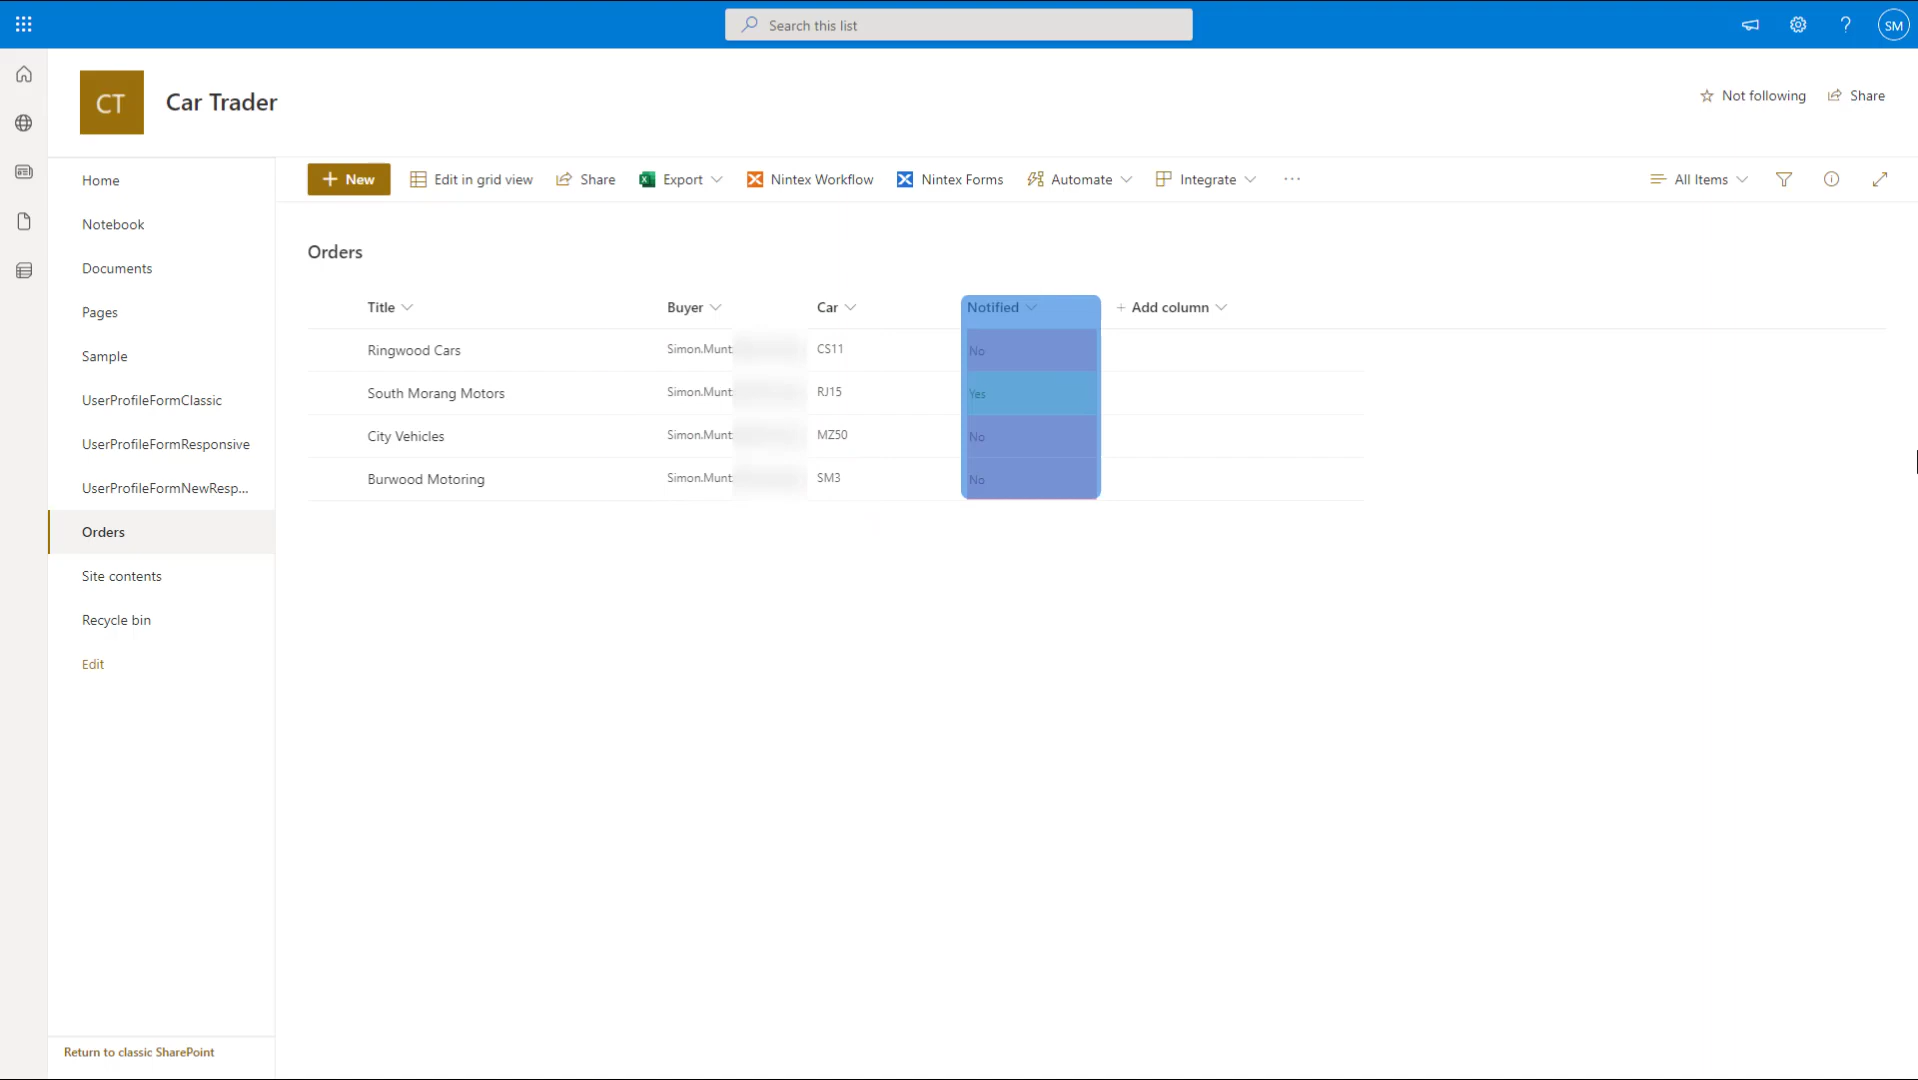 Search this list
SM
CT
Car Trader
Not following
Share
Home
Notebook
Documents
Pages
Sample
UserProfileFormClassic
UserProfileFormResponsive
UserProfileFormNewResp...
Orders
Site contents
Recycle bin
Edit
Return to classic SharePoint
+ New
Edit in grid view
Share
Export
Nintex Workflow
Nintex Forms
Automate
Integrate
...
All Items
Orders
Title Buyer Car Notified + Add column
Ringwood Cars Simon.Munt CS11 No
South Morang Motors Simon.Munt RJ15 Yes
City Vehicles Simon.Munt MZ50 No
Burwood Motoring Simon.Munt SM3 No